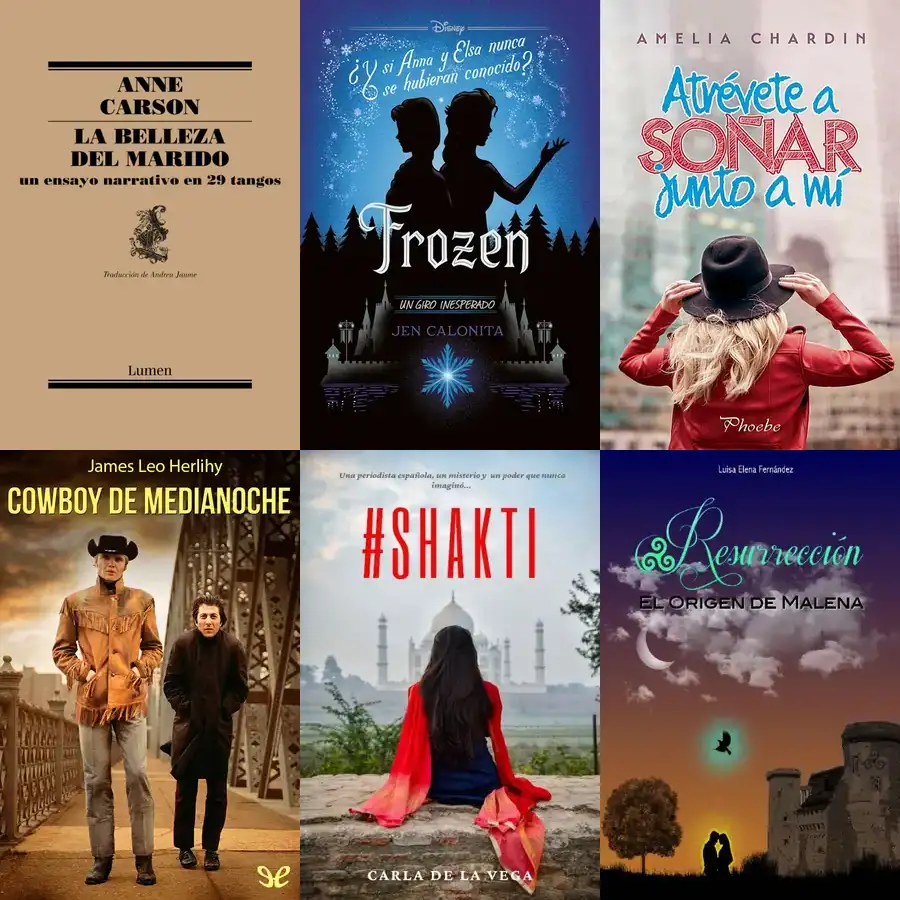 ANNE
CARSON
LA BELLEZA
DEL MARIDO
un ensayo narrativo en 29 tangos
Traducción de Andreu Jaume
Lumen
Disney
¿Y si Anna y Elsa nunca
se hubieran conocido?
Frozen
UN GIRO INESPERADO
JEN CALONITA
AMELIA CHARDIN
Atrévete a
SOÑAR
junto a mí
Phoebe
James Leo Herlihy
COWBOY DE MEDIANOCHE
Una periodista española, un misterio y un poder que nunca
imaginó...
#SHAKTI
CARLA DE LA VEGA
Luisa Elena Fernández
Resurrección
EL ORIGEN DE MALENA